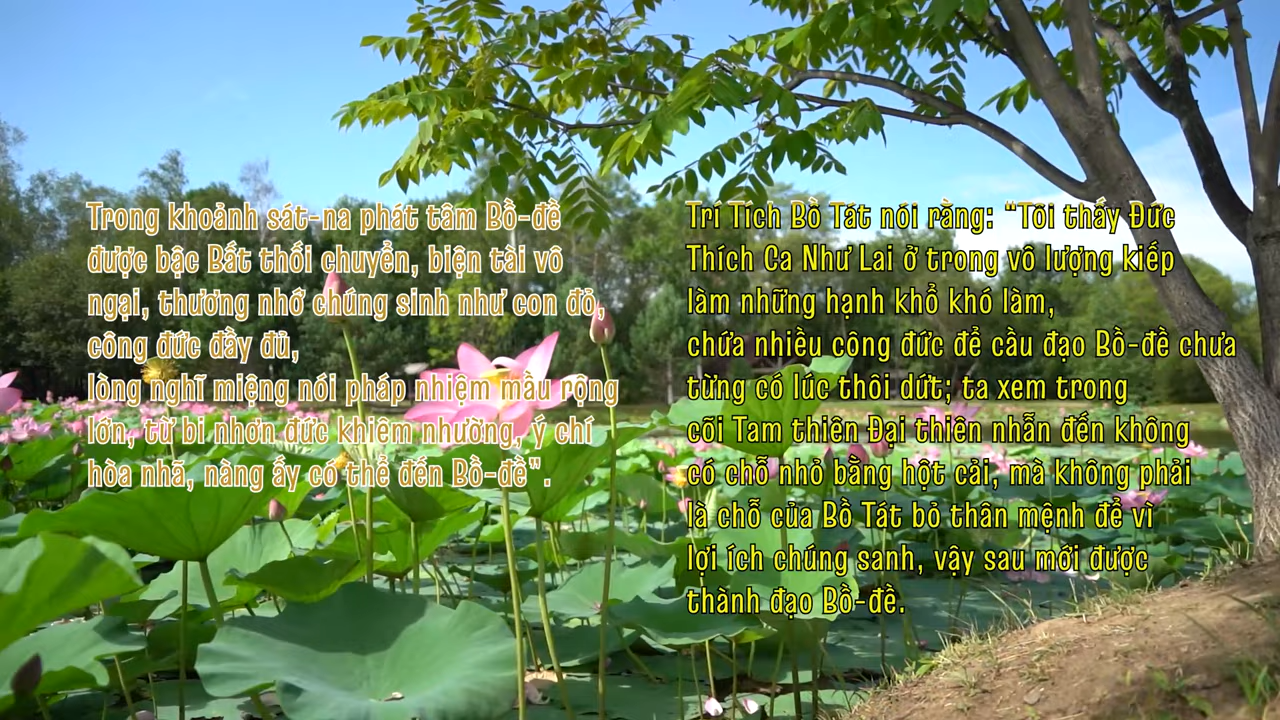 Trong khoảnh sát-na phát tâm Bồ-đề
được bậc Bất thối chuyển, biện tài vô
ngại, thương nhớ chúng sinh như con đỏ,
công đức đầy đủ,
lòng nghĩ miệng nói pháp nhiệm mầu rộng
lớn, từ bi nhơn đức khiệm nhường, ý chí
hòa nhã, nàng ấy có thể đến Bồ-đề".
Trí Tích Bồ Tát nói rằng: "Tôi thấy Đức
Thích Ca Như Lai ở trong vô lượng kiếp
làm những hạnh khổ khó làm,
chứa nhiều công đức để cầu đạo Bồ-đề chưa
từng có lúc thôi dứt; ta xem trong
cõi Tam thiên Đại thiên nhẫn đến không
có chỗ nhỏ bằng hột cải, mà không phải
là chỗ của Bồ Tát bỏ thân mệnh để vì
lợi ích chúng sanh, vậy sau mới được
thành đạo Bồ-đề.